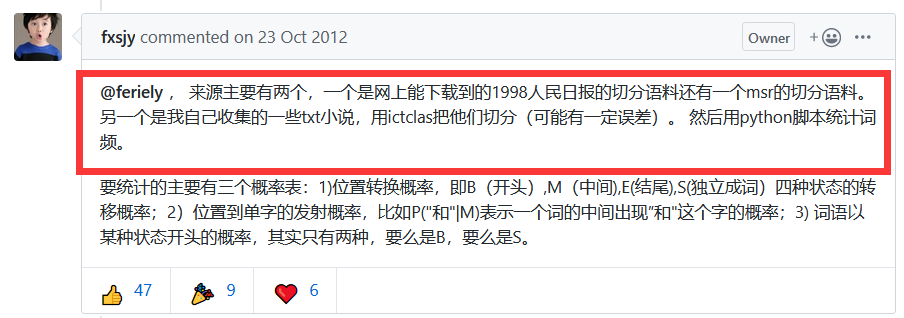 fxsjy commented on 23 Oct 2012
Owner
@feriely ， 来源主要有两个，一个是网上能下载到的1998人民日报的切分语料还有一个msr的切分语料。
另一个是我自己收集的一些txt小说，用ictclas把他们切分（可能有一定误差）。 然后用python脚本统计词
频。
要统计的主要有三个概率表：1)位置转换概率，即B（开头）,M（中间),E(结尾),S(独立成词）四种状态的转
移概率；2）位置到单字的发射概率，比如P("和"|M)表示一个词的中间出现”和"这个字的概率；3) 词语以
某种状态开头的概率，其实只有两种，要么是B，要么是S。
47
9
6